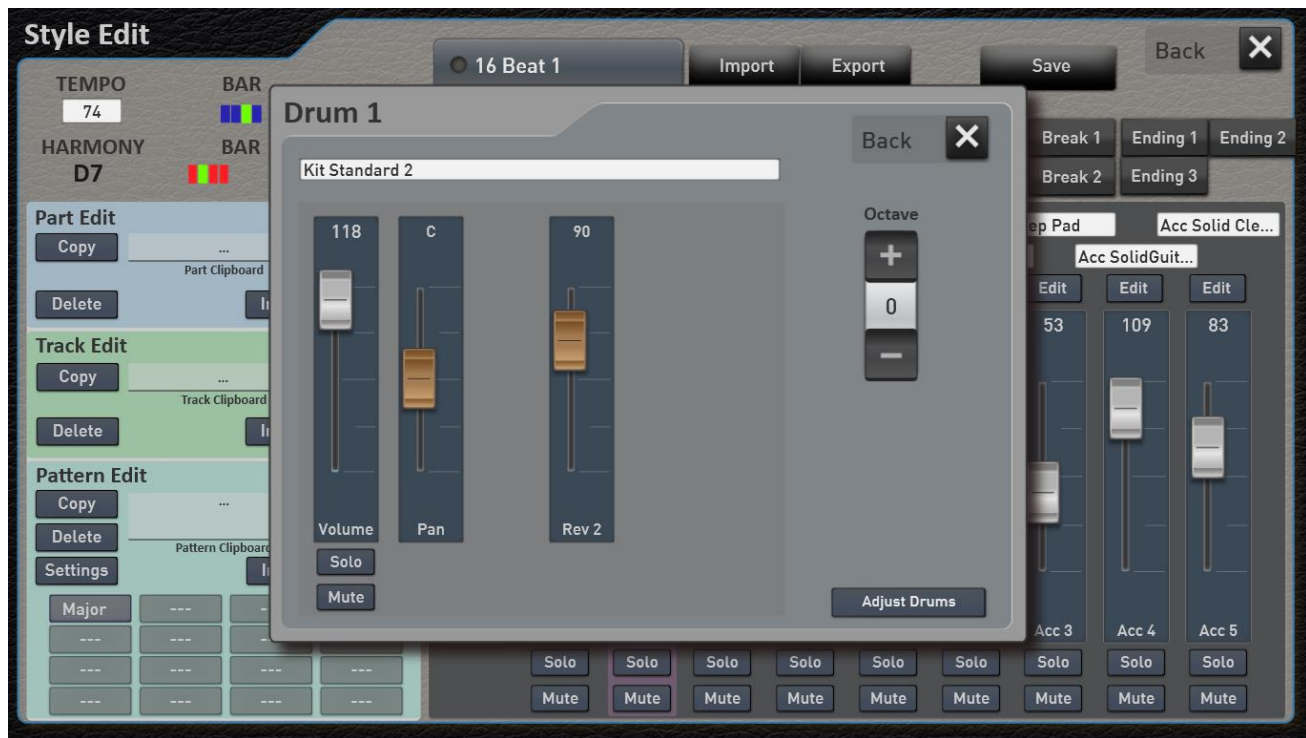 Style Edit
16 Beat 1
Import
Export
Save
Back
TEMPO
BAR
74
HARMONY
BAR
D7
Break 1
Ending 1
Ending 2
Break 2
Ending 3
Drum 1
Back
Kit Standard 2
118
C
90
Volume
Pan
Rev 2
Solo
Mute
Octave
+
0
−
Adjust Drums
Part Edit
Copy
...
Part Clipboard
Delete
Track Edit
Copy
...
Track Clipboard
Delete
Pattern Edit
Copy
...
Delete
Pattern Clipboard
Settings
Major
---
---
---
---
---
---
---
---
---
---
---
---
Pad
Acc Solid Cle...
Acc SolidGuit...
Edit
Edit
Edit
53
109
83
Acc 3
Acc 4
Acc 5
Solo
Solo
Solo
Solo
Solo
Solo
Solo
Solo
Solo
Mute
Mute
Mute
Mute
Mute
Mute
Mute
Mute
Mute